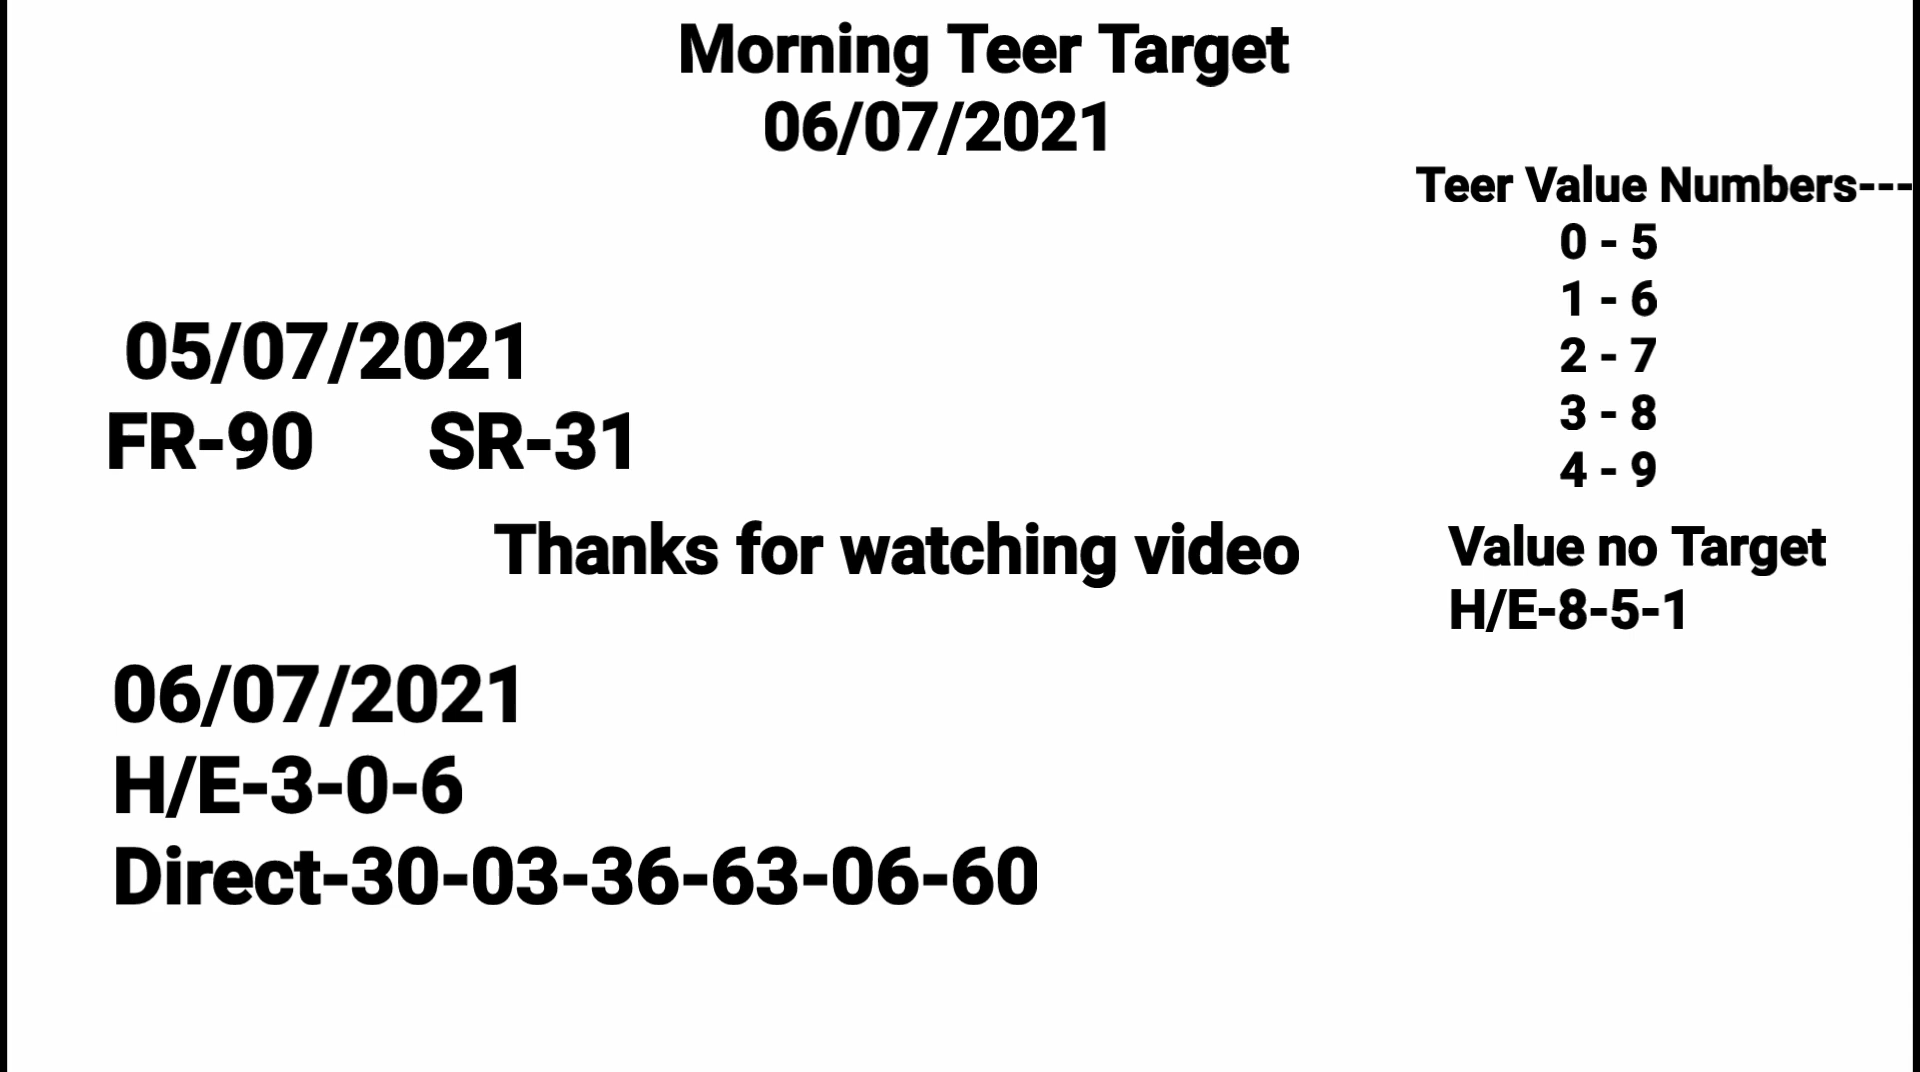 Morning Teer Target
06/07/2021
Teer Value Numbers---
0 - 5
1 - 6
2 - 7
3 - 8
4 - 9
05/07/2021
FR-90 SR-31
Thanks for watching video
Value no Target
H/E-8-5-1
06/07/2021
H/E-3-0-6
Direct-30-03-36-63-06-60